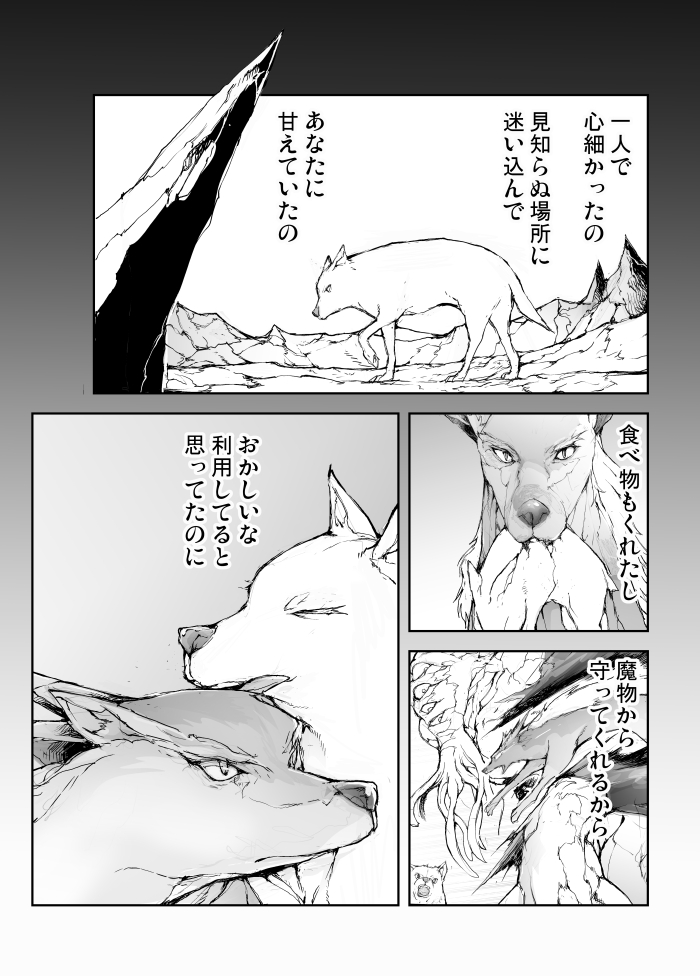 一人で
心細かったの
見知らぬ場所に
迷い込んで
あなたに
甘えていたの
食べ物もくれたし
魔物から
守ってくれるから
おかしいな
利用してると
思ってたのに